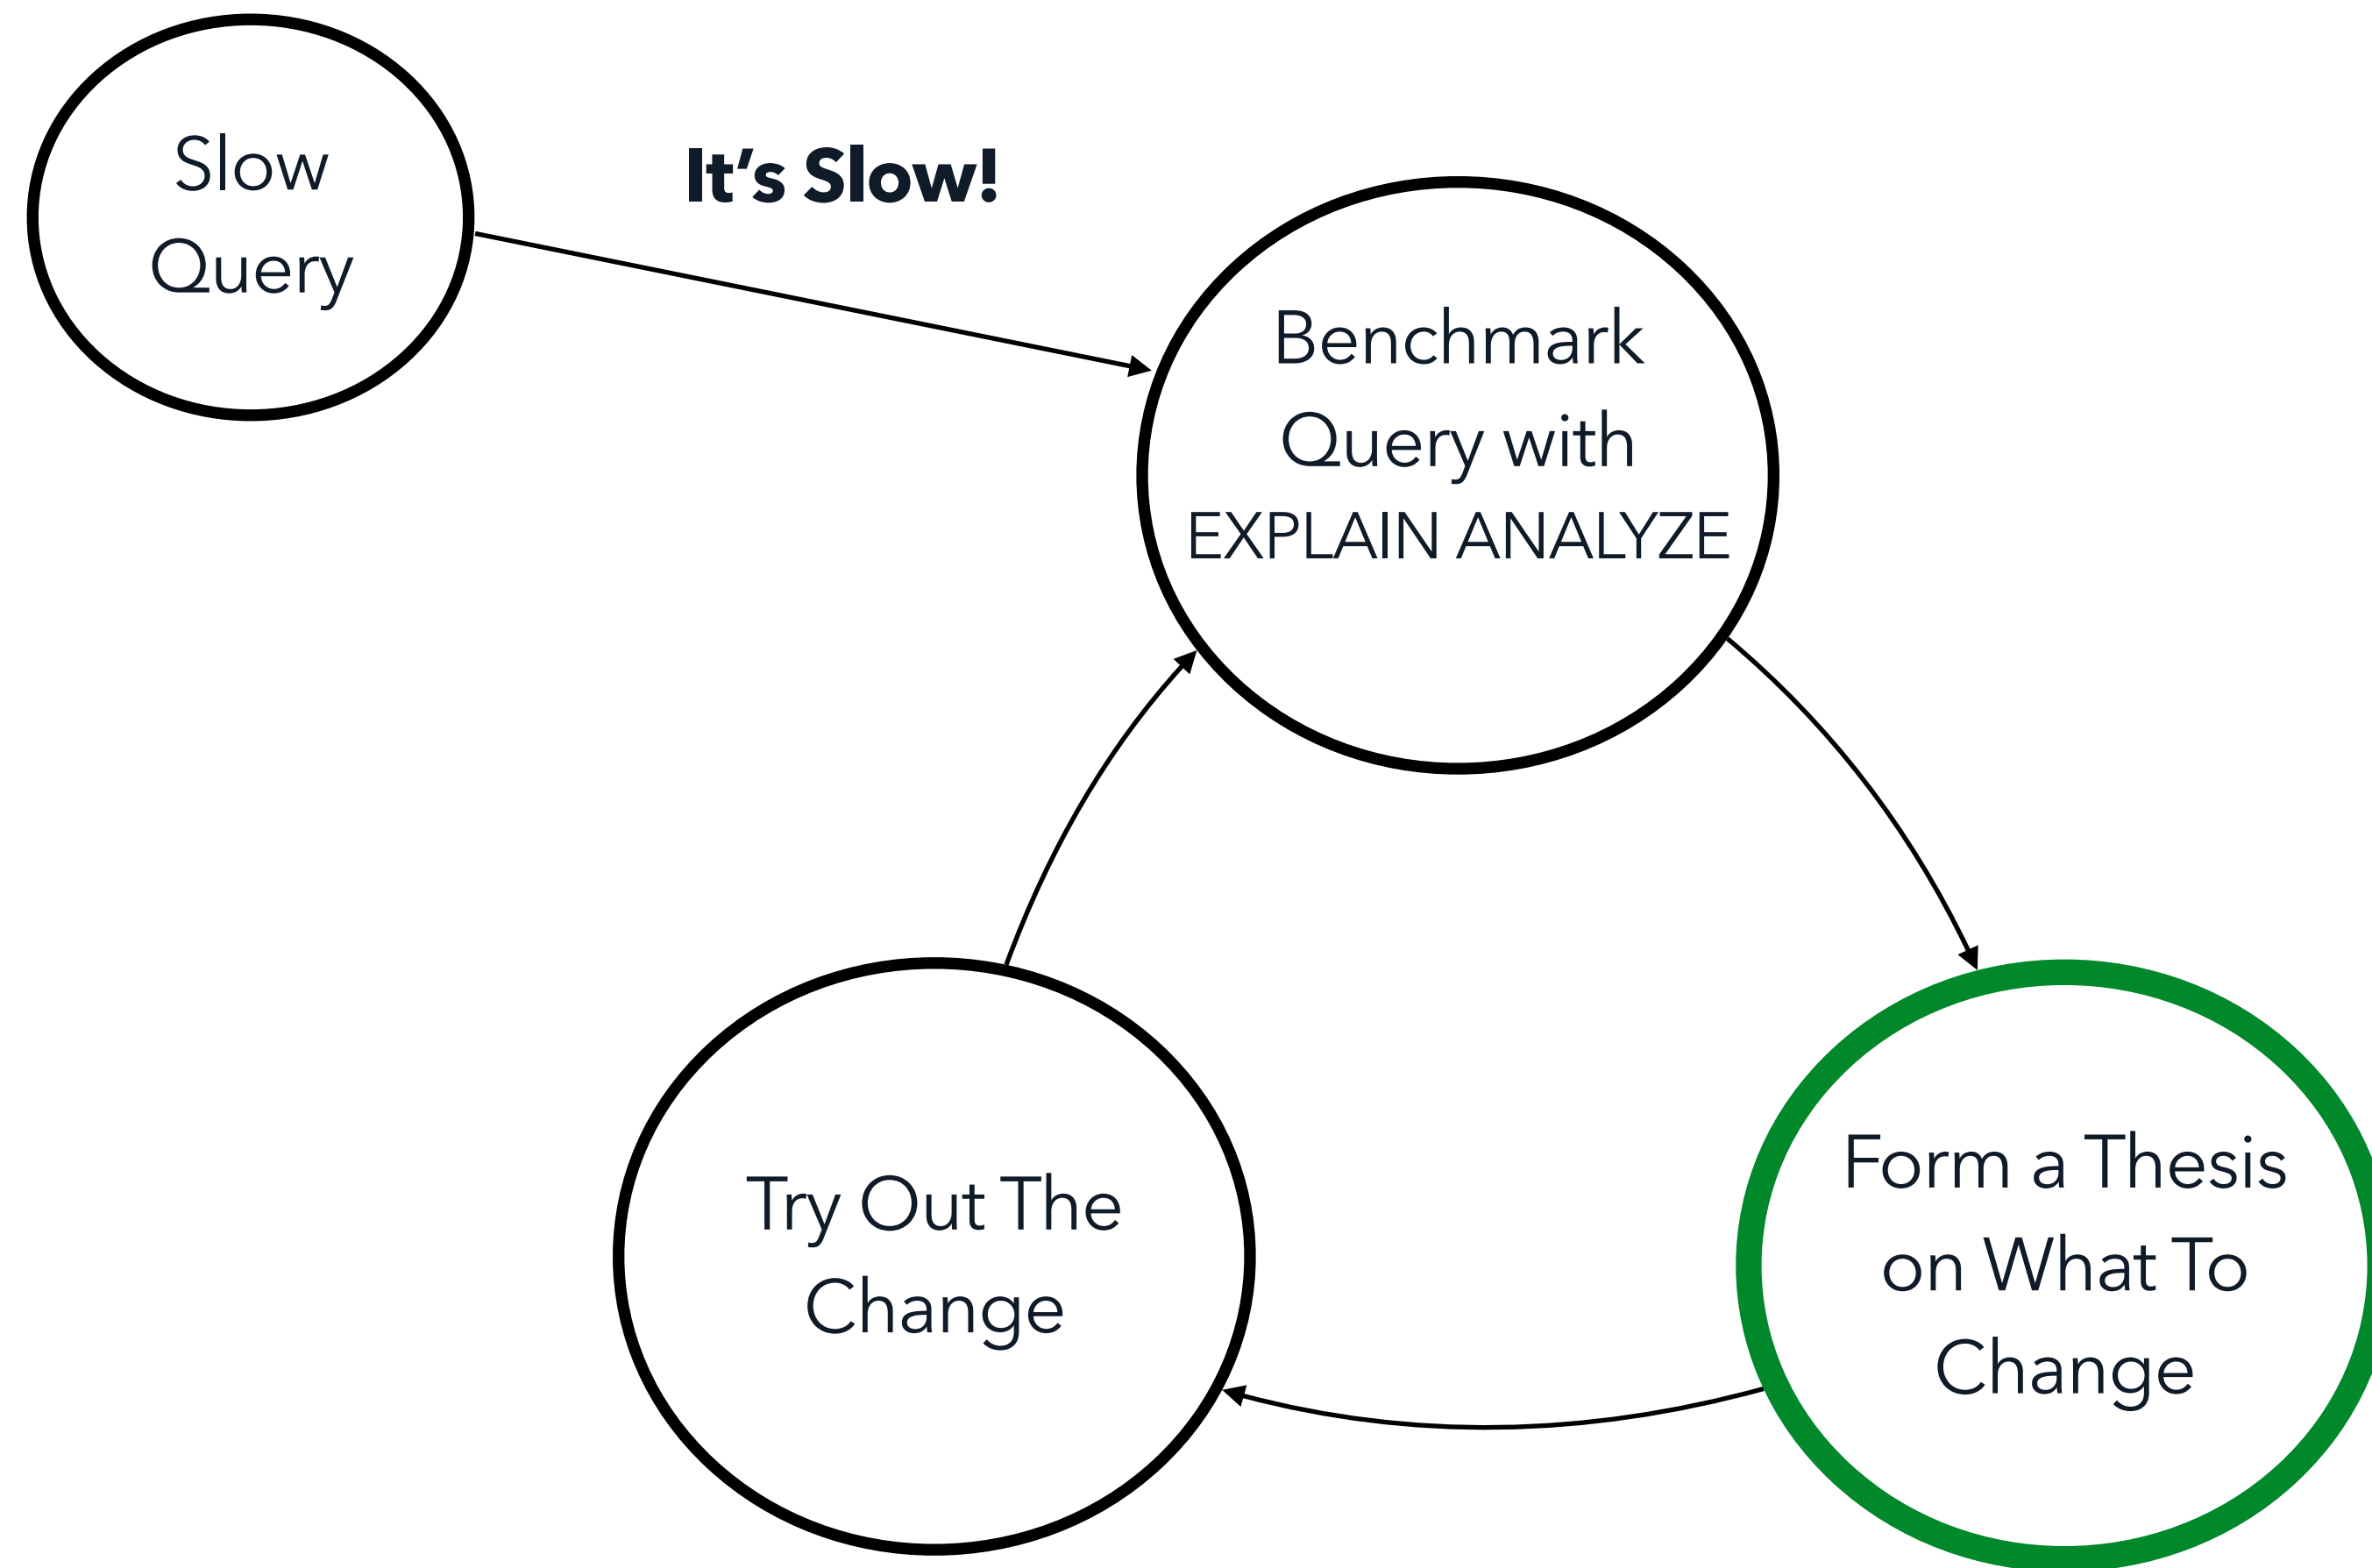 Slow
Query
It's Slow!
Benchmark
Query with
EXPLAIN ANALYZE
Try Out The
Change
Form a Thesis
on What To
Change